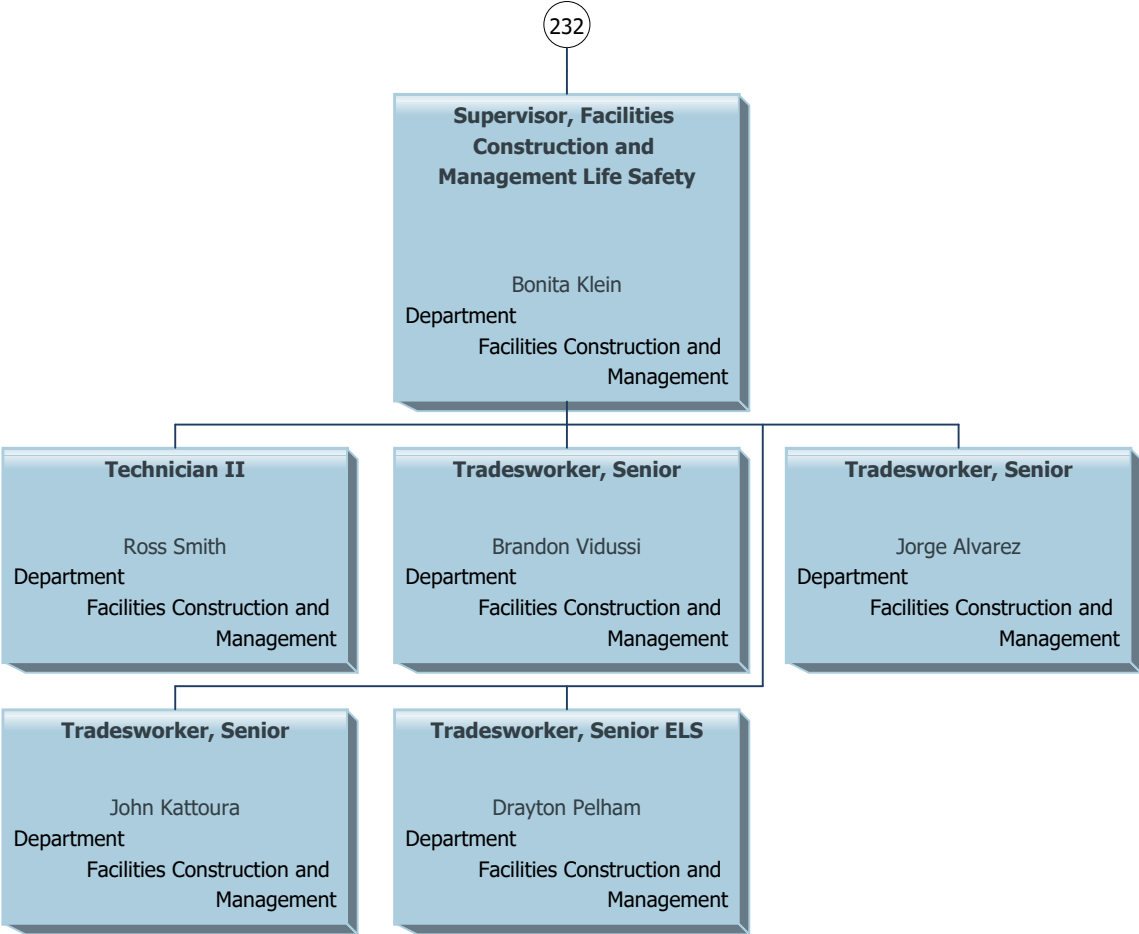 232
Supervisor, Facilities
Construction and
Management Life Safety
Bonita Klein
Department
Facilities Construction and
Management
Technician II
Ross Smith
Department
Facilities Construction and
Management
Tradesworker, Senior
Brandon Vidussi
Department
Facilities Construction and
Management
Tradesworker, Senior
Jorge Alvarez
Department
Facilities Construction and
Management
Tradesworker, Senior
John Kattoura
Department
Facilities Construction and
Management
Tradesworker, Senior ELS
Drayton Pelham
Department
Facilities Construction and
Management